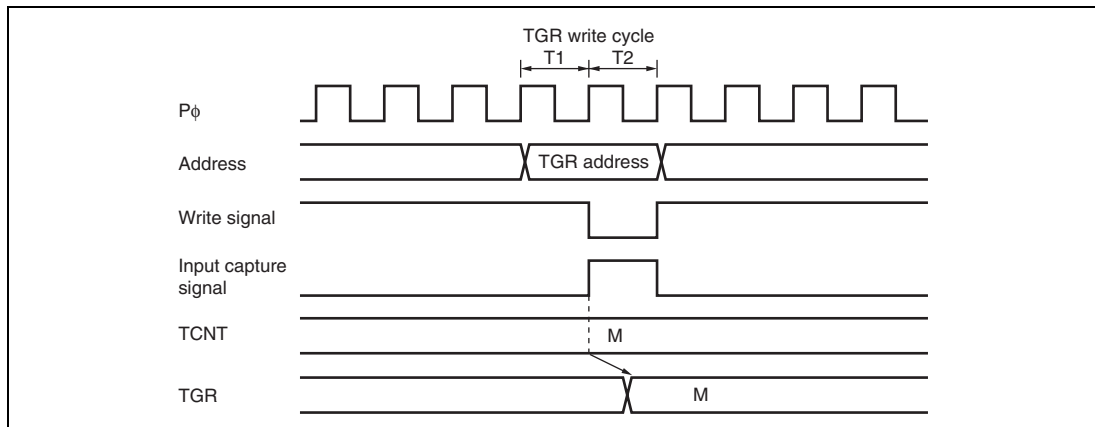 TGR write cycle
T1 T2
Pϕ
Address TGR address
Write signal
Input capture
signal
TCNT M
TGR M